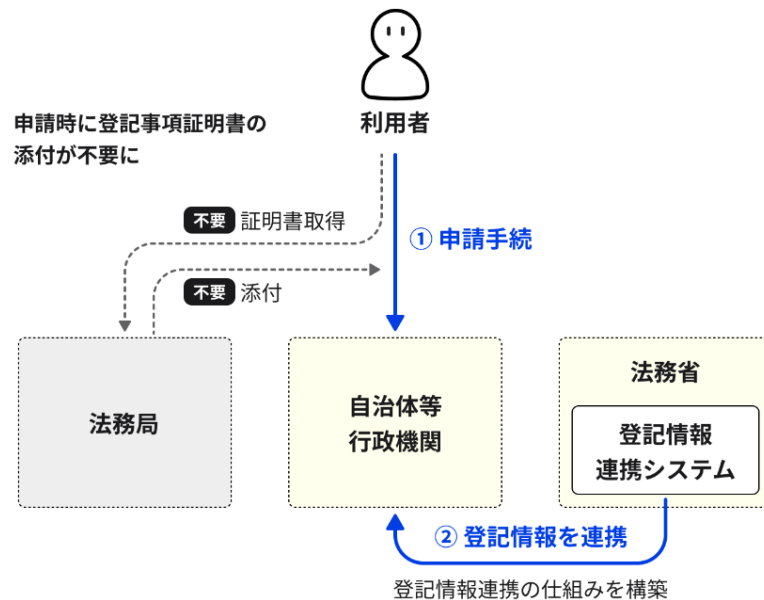 利用者
申請時に登記事項証明書の
添付が不要に
不要 証明書取得
① 申請手続
不要 添付
法務局
自治体等
行政機関
法務省
登記情報
連携システム
② 登記情報を連携
登記情報連携の仕組みを構築